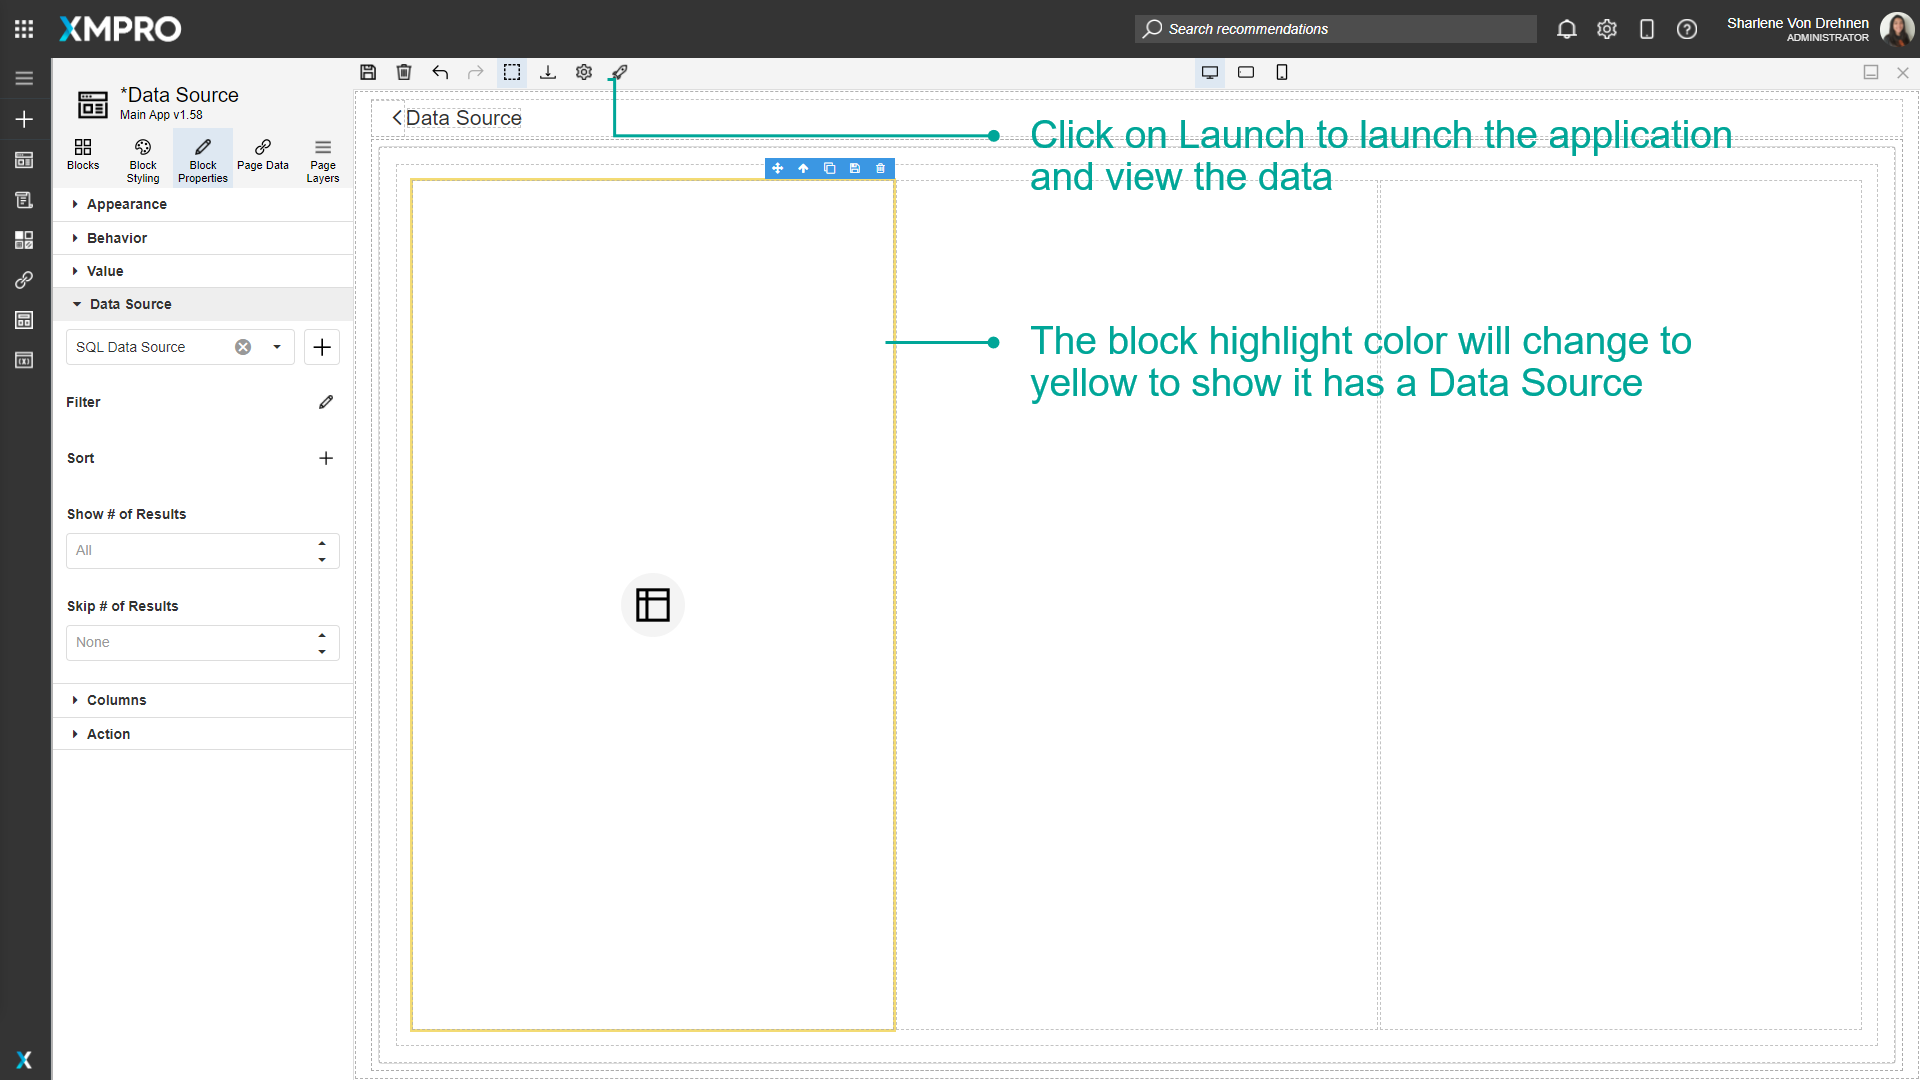 XMPRO
Search recommendations
Sharlene Von Drehnen
ADMINISTRATOR
*Data Source
Main App v1.58
Blocks
Block
Styling
Block
Properties
Page Data
Page
Layers
Appearance
Behavior
Value
Data Source
SQL Data Source
Filter
Sort
Show # of Results
All
Skip # of Results
None
Columns
Action
Data Source
Click on Launch to launch the application
and view the data
The block highlight color will change to
yellow to show it has a Data Source